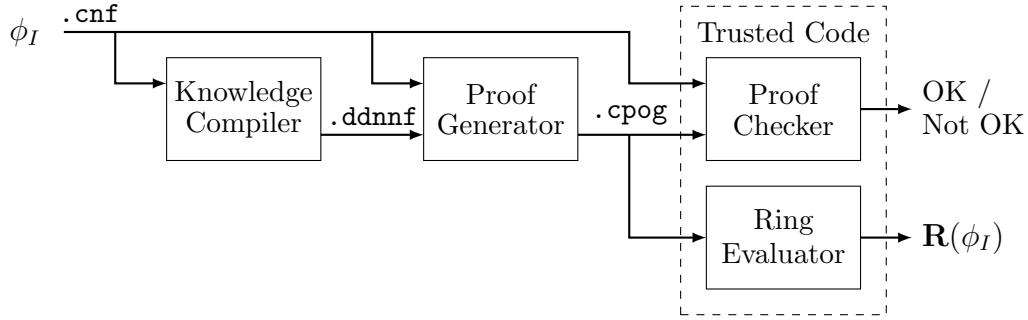 .cnf
ϕ_I
Trusted Code
Knowledge
Compiler
.ddnnf
Proof
Generator
.cpog
Proof
Checker
OK /
Not OK
Ring
Evaluator
R(ϕ_I)